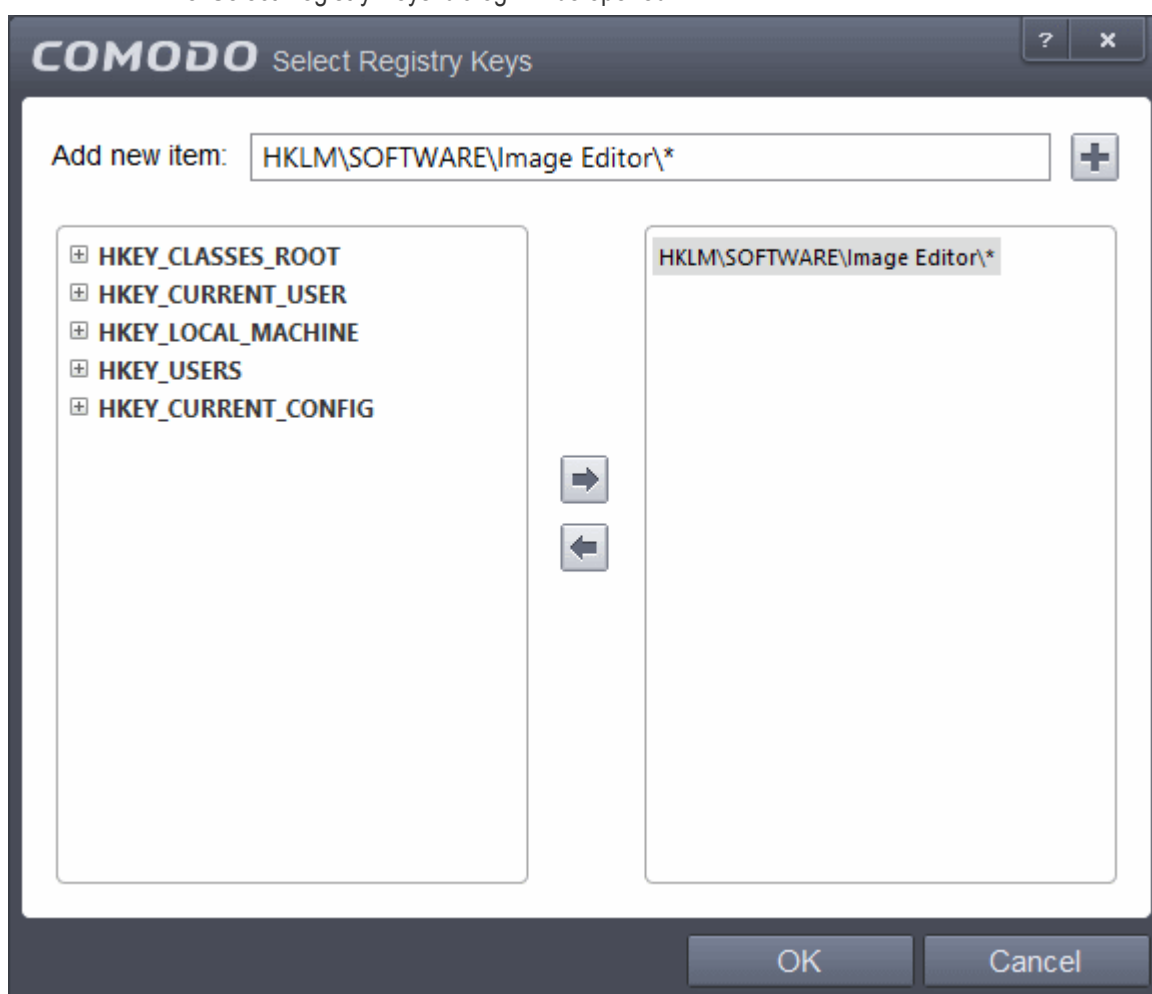 COMODO Select Registry Keys ? x
Add new item: HKLM\SOFTWARE\Image Editor\* +
HKEY_CLASSES_ROOT
HKEY_CURRENT_USER
HKEY_LOCAL_MACHINE
HKEY_USERS
HKEY_CURRENT_CONFIG
HKLM\SOFTWARE\Image Editor\*
OK Cancel